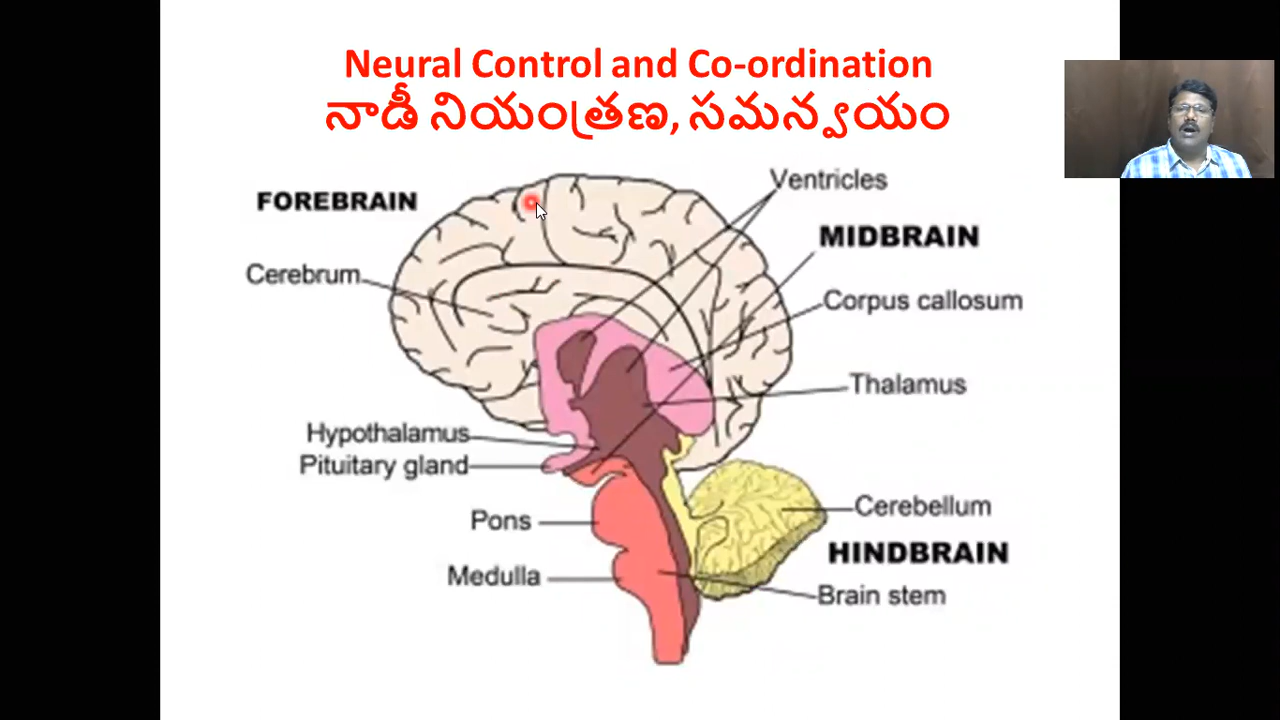 Neural Control and Co-ordination
నాడీ నియంత్రణ, సమన్వయం
Ventricles
FOREBRAIN
MIDBRAIN
Cerebrum
Corpus callosum
Thalamus
Hypothalamus
Pituitary gland
Cerebellum
Pons
HINDBRAIN
Medulla
Brain stem